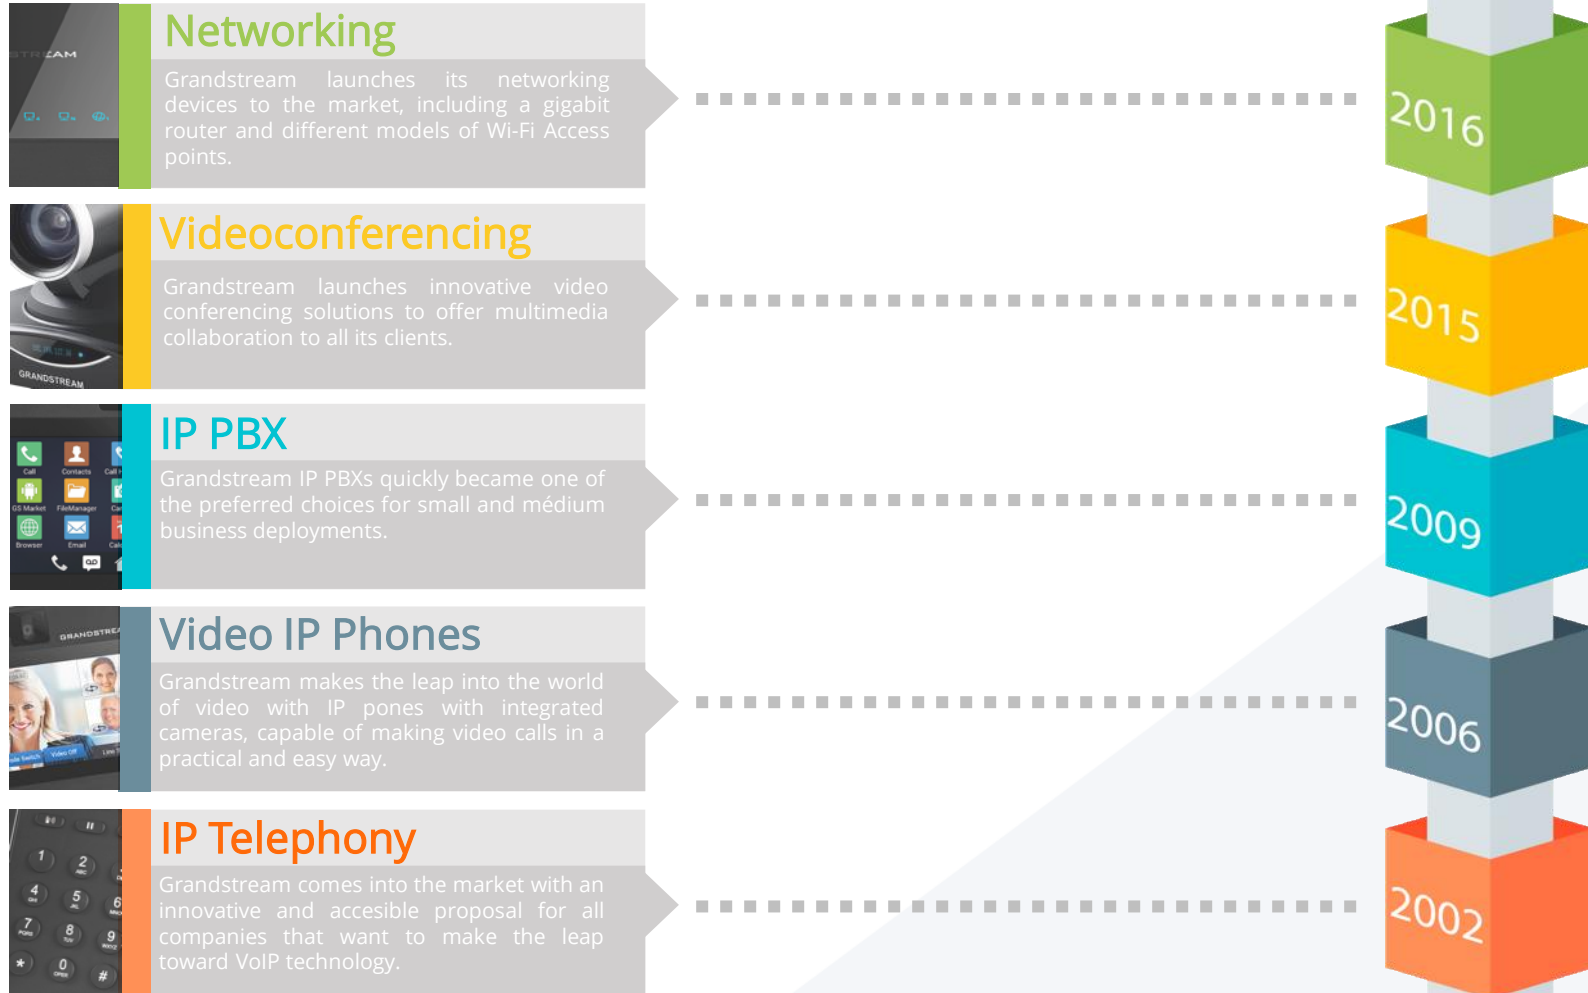 Networking
Grandstream launches its networking
devices to the market, including a gigabit
router and different models of Wi-Fi Access
points.
2016
Videoconferencing
Grandstream launches innovative video
conferencing solutions to offer multimedia
collaboration to all its clients.
GRANDSTREAM
2015
IP PBX
Grandstream IP PBXs quickly became one of
the preferred choices for small and médium
business deployments.
Call Contacts Call
GS Market FileManager
Browser Email
2009
Video IP Phones
Grandstream makes the leap into the world
of video with IP pones with integrated
cameras, capable of making video calls in a
practical and easy way.
Switch Video Off Line
2006
IP Telephony
Grandstream comes into the market with an
innovative and accesible proposal for all
companies that want to make the leap
toward VoIP technology.
1 2
4 5 6
7 8 9
* 0 #
2002